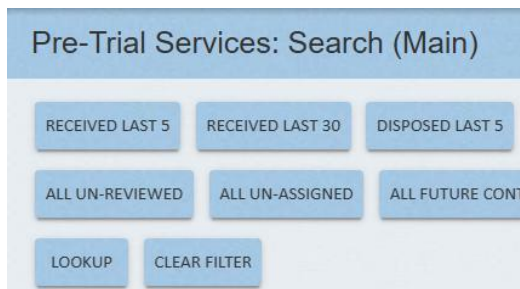 Pre-Trial Services: Search (Main)
RECEIVED LAST 5 RECEIVED LAST 30 DISPOSED LAST 5
ALL UN-REVIEWED ALL UN-ASSIGNED ALL FUTURE
LOOKUP CLEAR FILTER